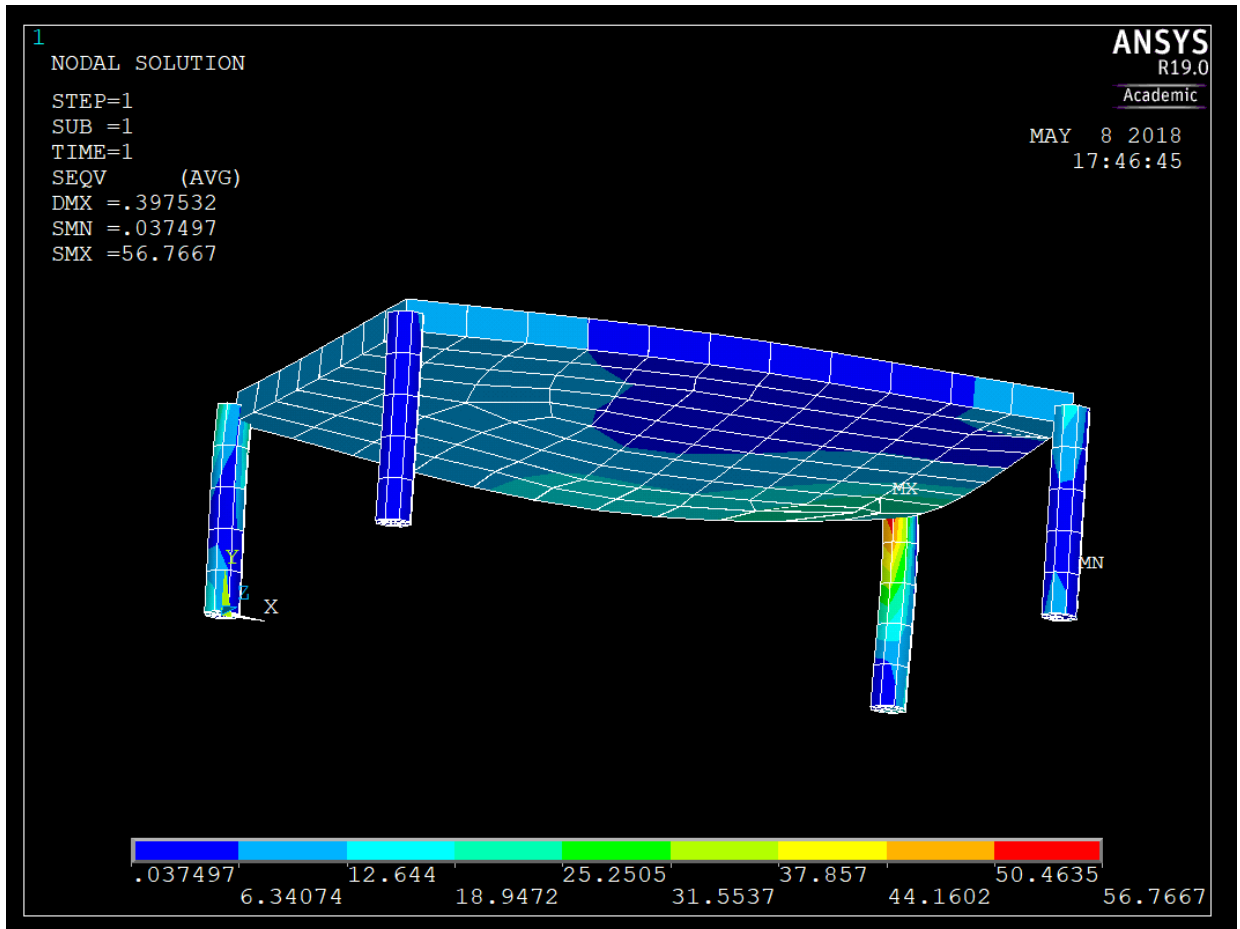 1
NODAL SOLUTION
STEP=1
SUB =1
TIME=1
SEQV (AVG)
DMX =.397532
SMN =.037497
SMX =56.7667
ANSYS
R19.0
Academic
MAY 8 2018
17:46:45
MX
MN
Y
Z
X
.037497 12.644 25.2505 37.857 50.4635
6.34074 18.9472 31.5537 44.1602 56.7667